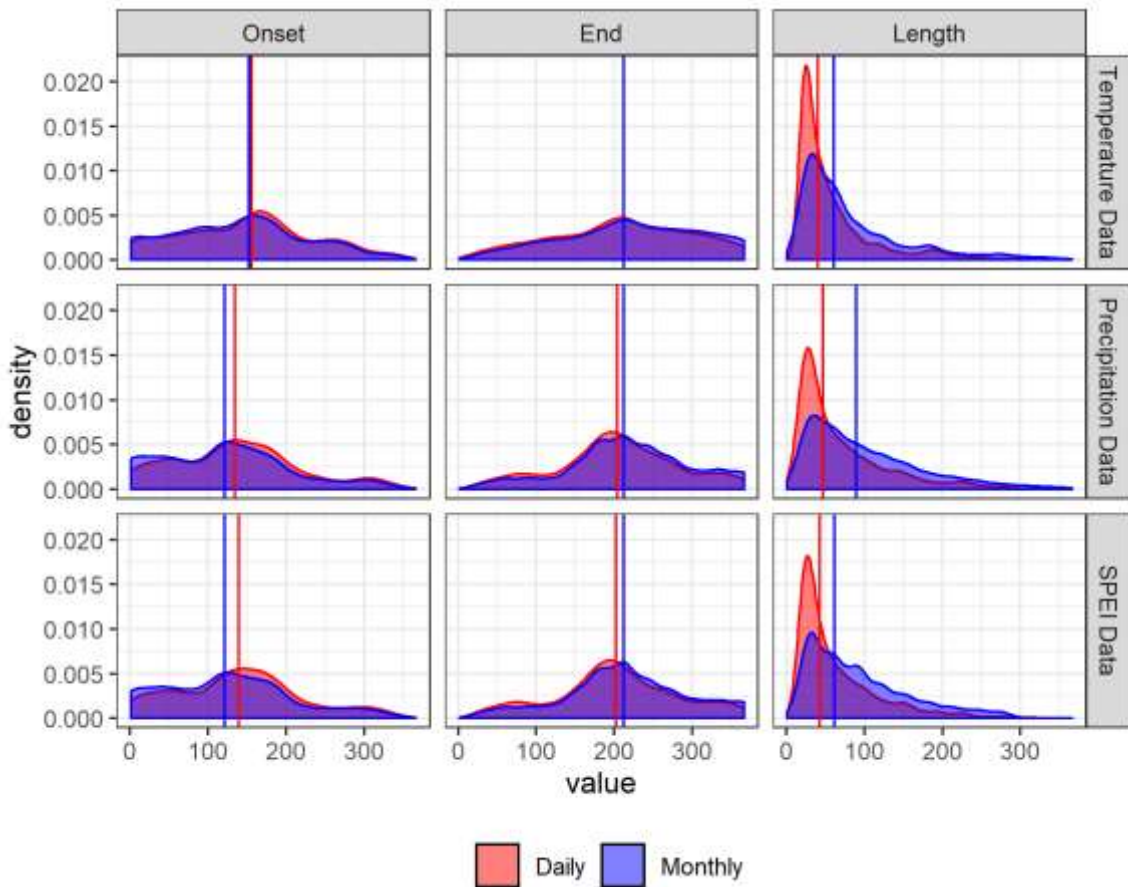 Onset End Length
0.020
0.015
0.010
0.005
0.000
Temperature Data
0.020
0.015
0.010
0.005
0.000
Precipitation Data
density
0.020
0.015
0.010
0.005
0.000
SPEI Data
0 100 200 300 0 100 200 300 0 100 200 300
value
Daily Monthly